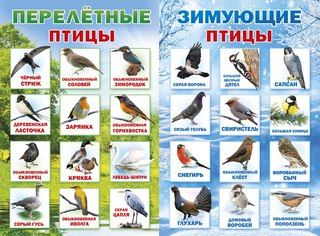 ПЕРЕЛЁТНЫЕ
ПТИЦЫ
ЧЁРНЫЙ
СТРИЖ
ОБЫКНОВЕННЫЙ
СОЛОВЕЙ
ОБЫКНОВЕННЫЙ
ЗИМОРОДОК
ДЕРЕВЕНСКАЯ
ЛАСТОЧКА
ЗАРЯНКА
ОБЫКНОВЕННАЯ
ГОРИХВОСТКА
ОБЫКНОВЕННЫЙ
СКВОРЕЦ
КРЯКВА
ЛЕБЕДЬ-ШИПУН
СЕРЫЙ ГУСЬ
ОБЫКНОВЕННАЯ
ИВОЛГА
СЕРАЯ
ЦАПЛЯ
ЗИМУЮЩИЕ
ПТИЦЫ
СЕРАЯ ВОРОНА
БОЛЬШОЙ
ПЁСТРЫЙ
ДЯТЕЛ
САПСАН
СИЗЫЙ ГОЛУБЬ
СВИРИСТЕЛЬ
БОЛЬШАЯ СИНИЦА
СНЕГИРЬ
ОБЫКНОВЕННЫЙ
КЛЁСТ
ВОРОБЬИНЫЙ
СЫЧ
ГЛУХАРЬ
ДОМОВЫЙ
ВОРОБЕЙ
ОБЫКНОВЕННЫЙ
ПОПОЛЗЕНЬ